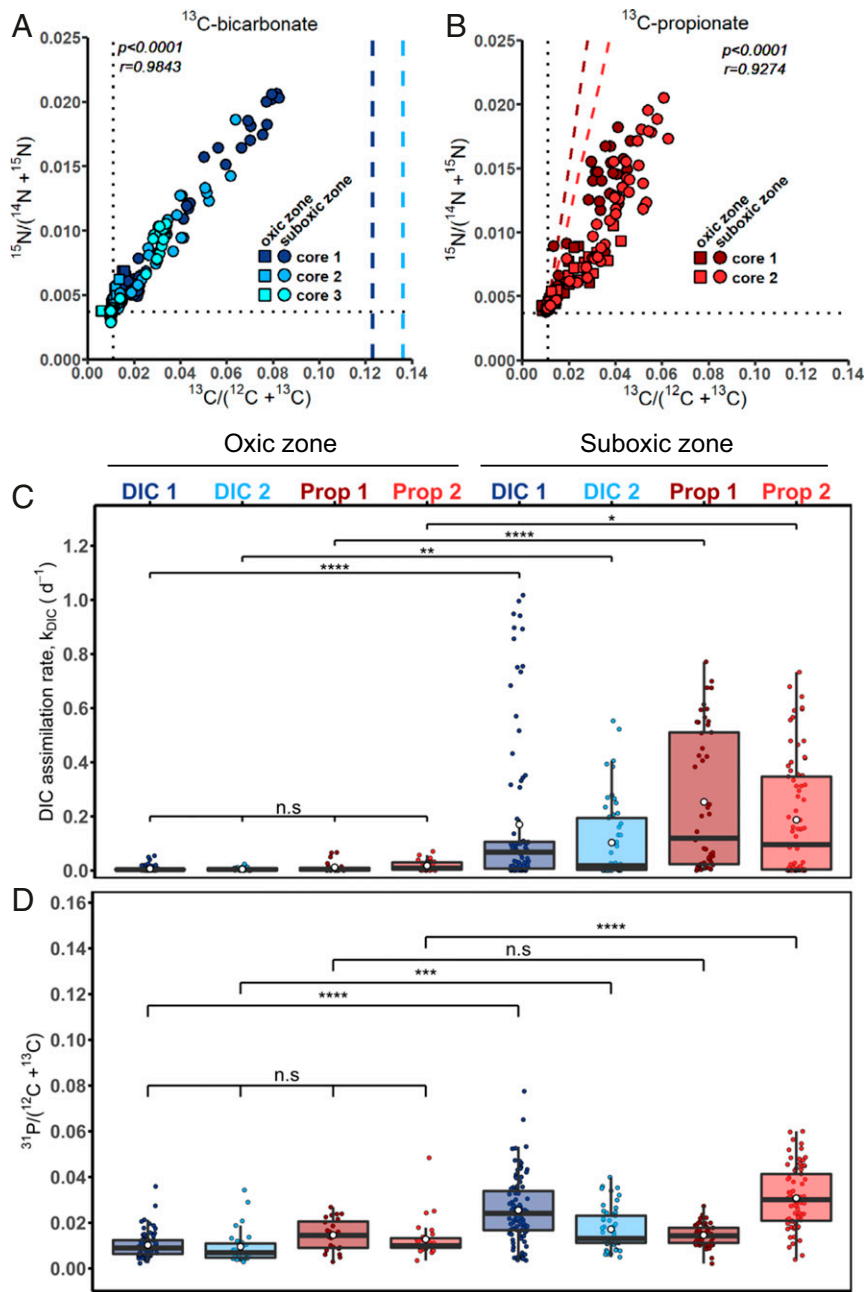 A
¹³C-bicarbonate
p<0.0001
r=0.9843
¹⁵N/(¹⁴N + ¹⁵N)
0.025
0.020
0.015
0.010
0.005
0.000
oxic zone
suboxic zone
core 1
core 2
core 3
0.00 0.02 0.04 0.06 0.08 0.10 0.12 0.14
¹³C/(¹²C + ¹³C)
B
¹³C-propionate
p<0.0001
r=0.9274
¹⁵N/(¹⁴N + ¹⁵N)
0.025
0.020
0.015
0.010
0.005
0.000
oxic zone
suboxic zone
core 1
core 2
0.00 0.02 0.04 0.06 0.08 0.10 0.12 0.14
¹³C/(¹²C + ¹³C)
Oxic zone Suboxic zone
C
DIC 1 DIC 2 Prop 1 Prop 2 DIC 1 DIC 2 Prop 1 Prop 2
DIC assimilation rate, k_DIC ( d⁻¹)
1.2
1.0
0.8
0.6
0.4
0.2
0.0
*
****
**
****
n.s
D
³¹P/(¹²C + ¹³C)
0.16
0.14
0.12
0.10
0.08
0.06
0.04
0.02
0.00
****
n.s
***
****
n.s